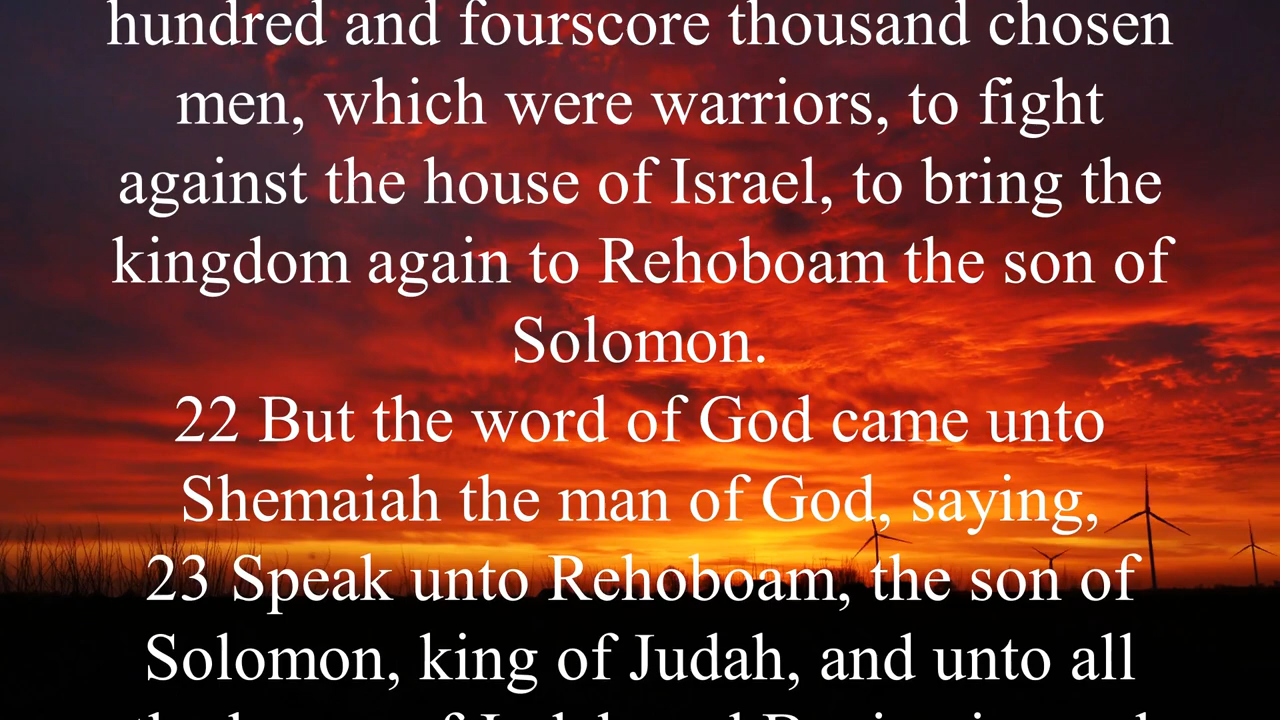 hundred and fourscore thousand chosen
men, which were warriors, to fight
against the house of Israel, to bring the
kingdom again to Rehoboam the son of
Solomon.
22 But the word of God came unto
Shemaiah the man of God, saying,
23 Speak unto Rehoboam, the son of
Solomon, king of Judah, and unto all